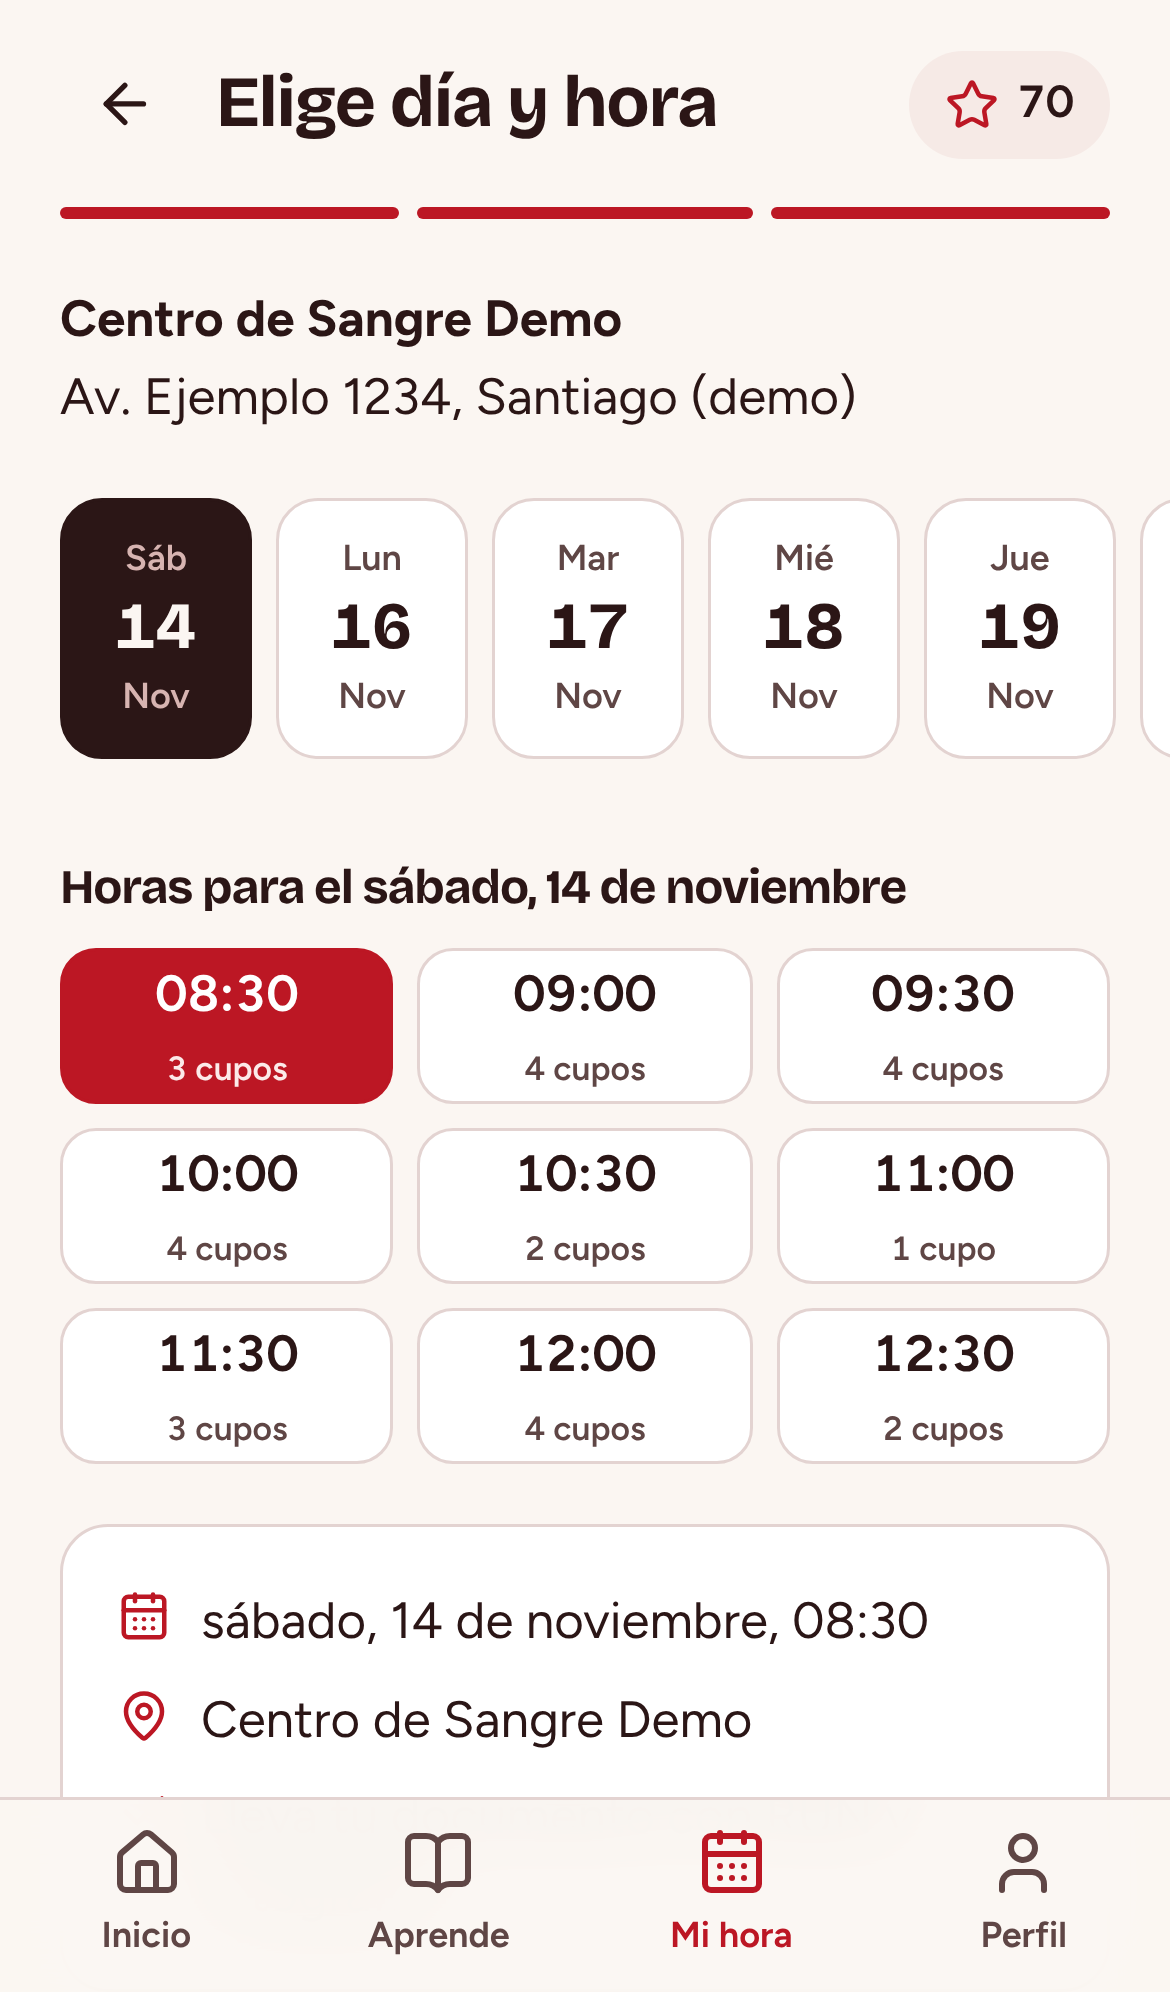 Elige día y hora
70
Centro de Sangre Demo
Av. Ejemplo 1234, Santiago (demo)
Sáb Lun Mar Mié Jue
14 16 17 18 19
Nov Nov Nov Nov Nov
Horas para el sábado, 14 de noviembre
08:30 09:00 09:30
3 cupos 4 cupos 4 cupos
10:00 10:30 11:00
4 cupos 2 cupos 1 cupo
11:30 12:00 12:30
3 cupos 4 cupos 2 cupos
sábado, 14 de noviembre, 08:30
Centro de Sangre Demo
Inicio Aprende Mi hora Perfil